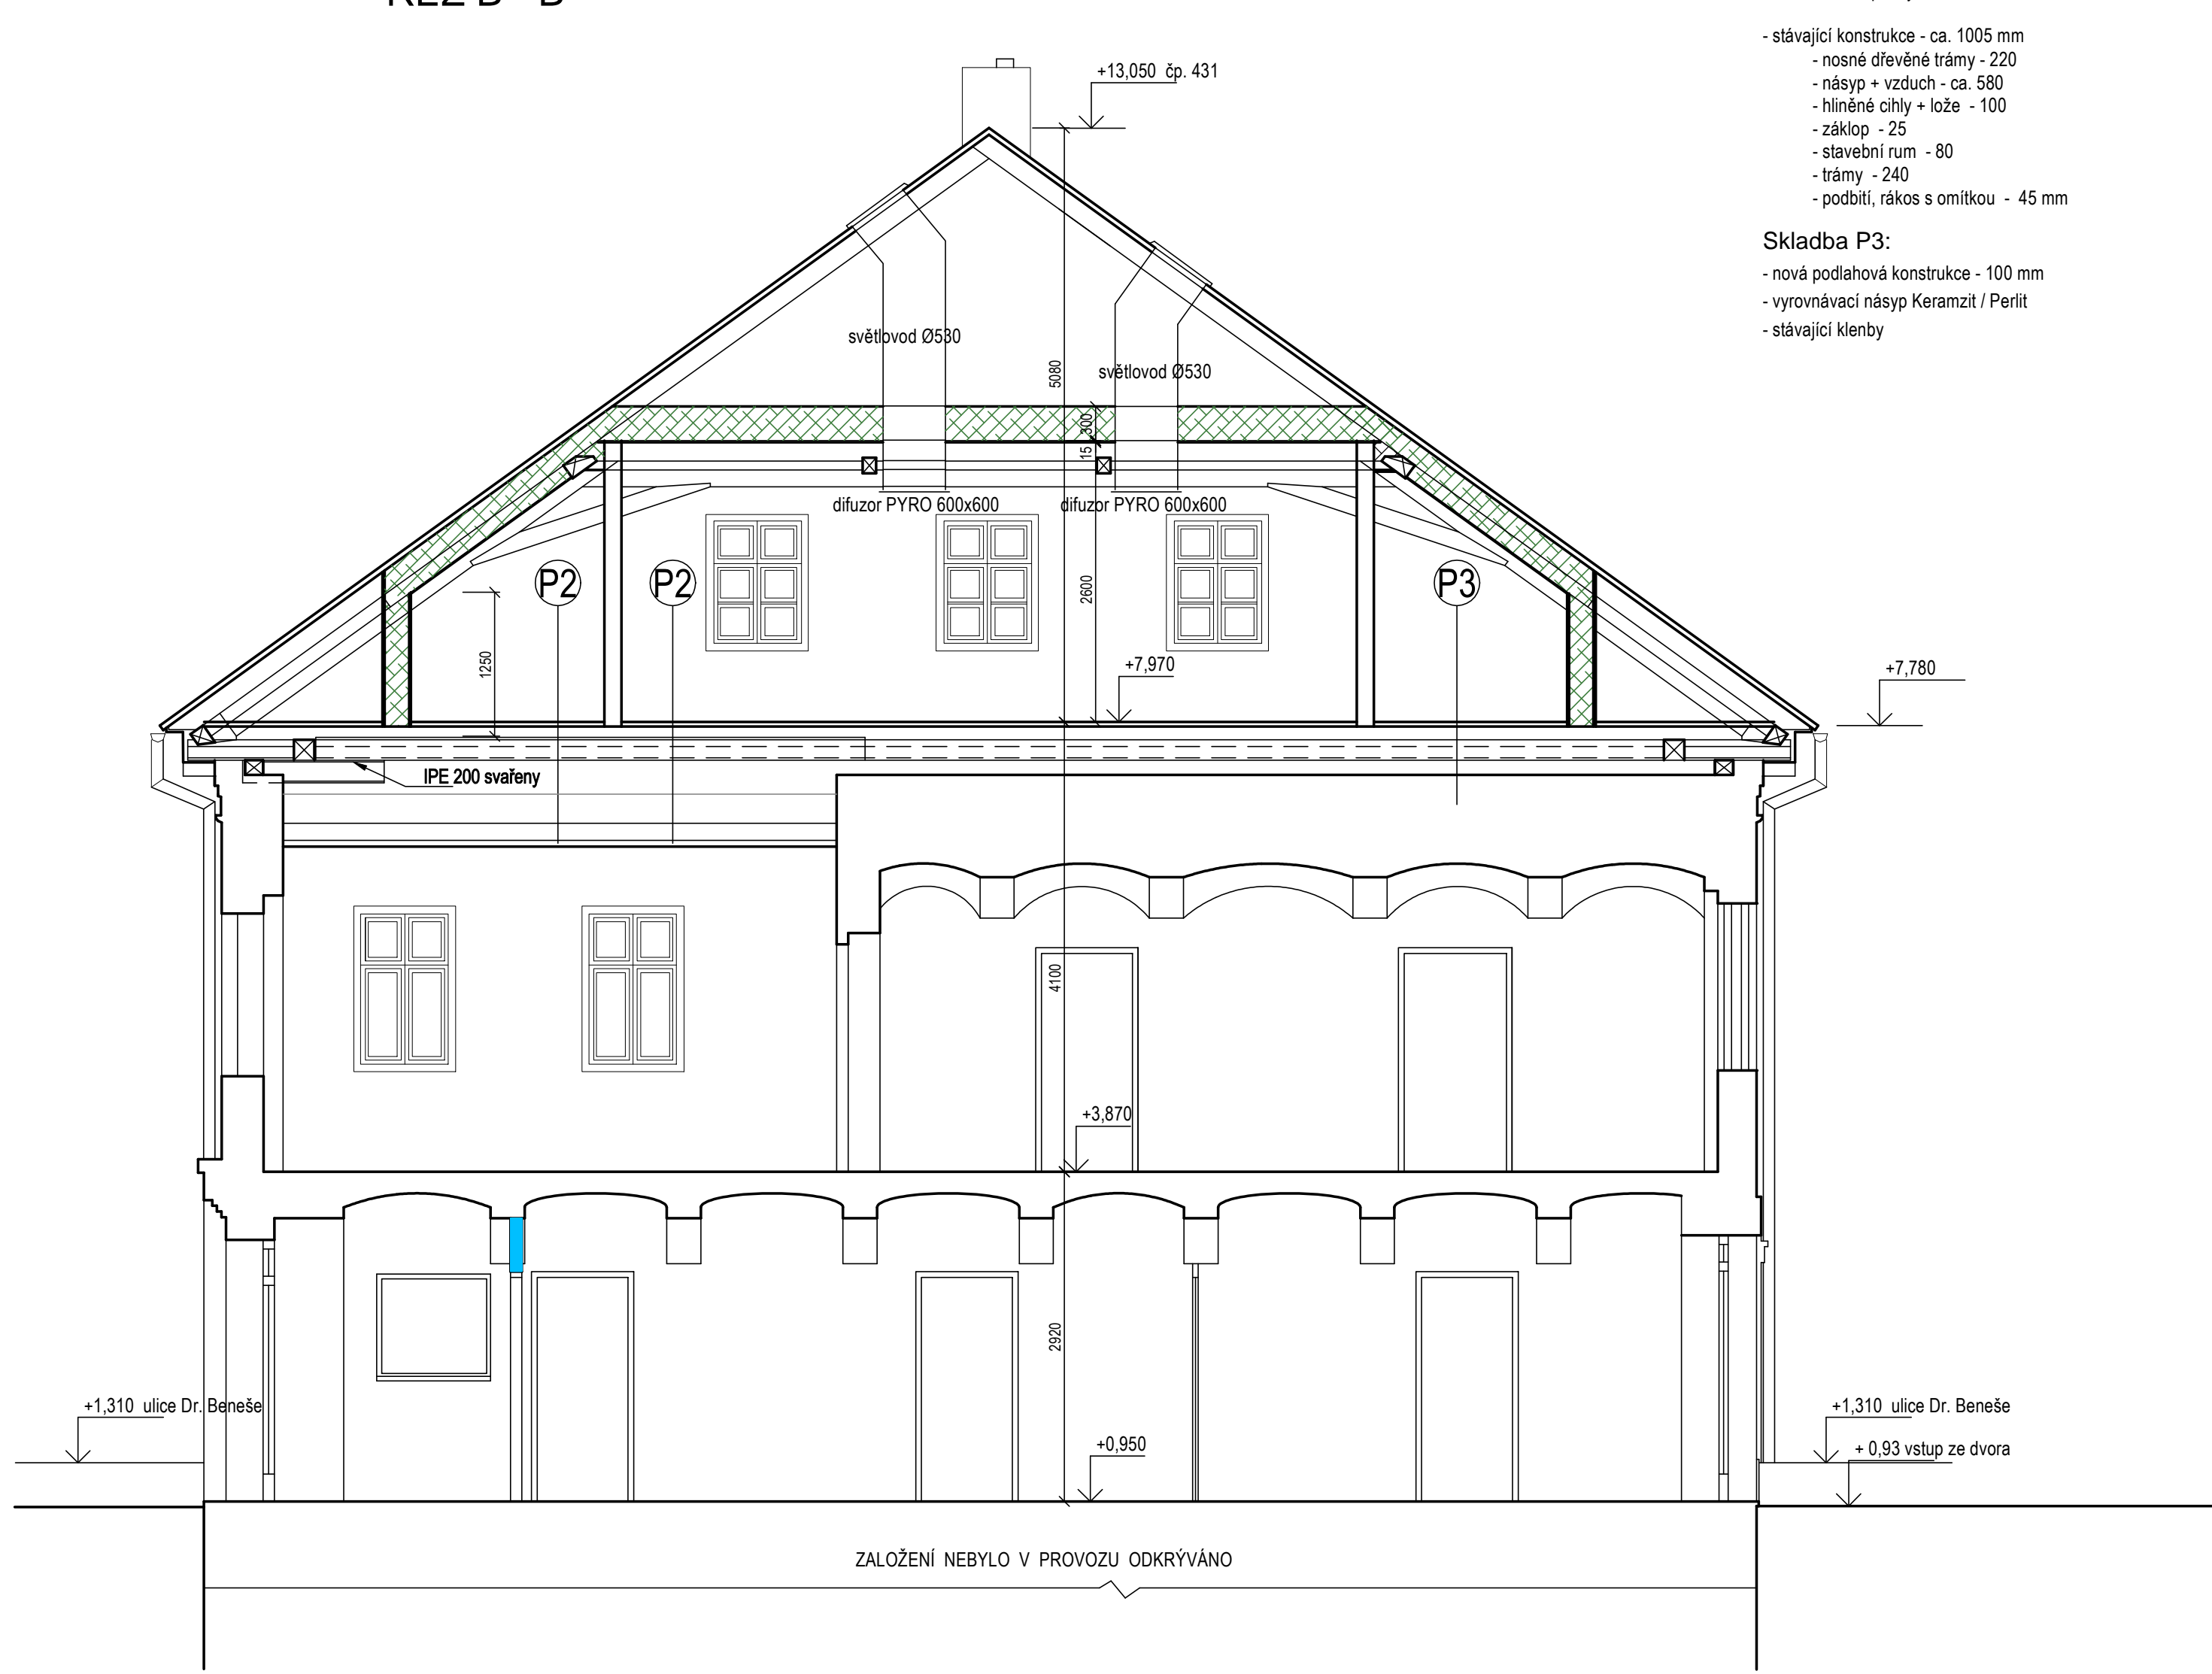 - stávající konstrukce - ca. 1005 mm
- nosné dřevěné trámy - 220
- násyp + vzduch - ca. 580
- hliněné cihly + lože - 100
- záklop - 25
- stavební rum - 80
- trámy - 240
- podbití, rákos s omítkou - 45 mm
Skladba P3:
- nová podlahová konstrukce - 100 mm
- vyrovnávací násyp Keramzit / Perlit
- stávající klenby
+13,050 čp. 431
světlovod Ø530
světlovod Ø530
5080
300
15
difuzor PYRO 600x600
difuzor PYRO 600x600
P2
P2
P3
2600
1250
+7,970
+7,780
IPE 200 svařeny
4100
+3,870
2920
+1,310 ulice Dr. Beneše
+1,310 ulice Dr. Beneše
+0,950
+ 0,93 vstup ze dvora
ZALOŽENÍ NEBYLO V PROVOZU ODKRÝVÁNO